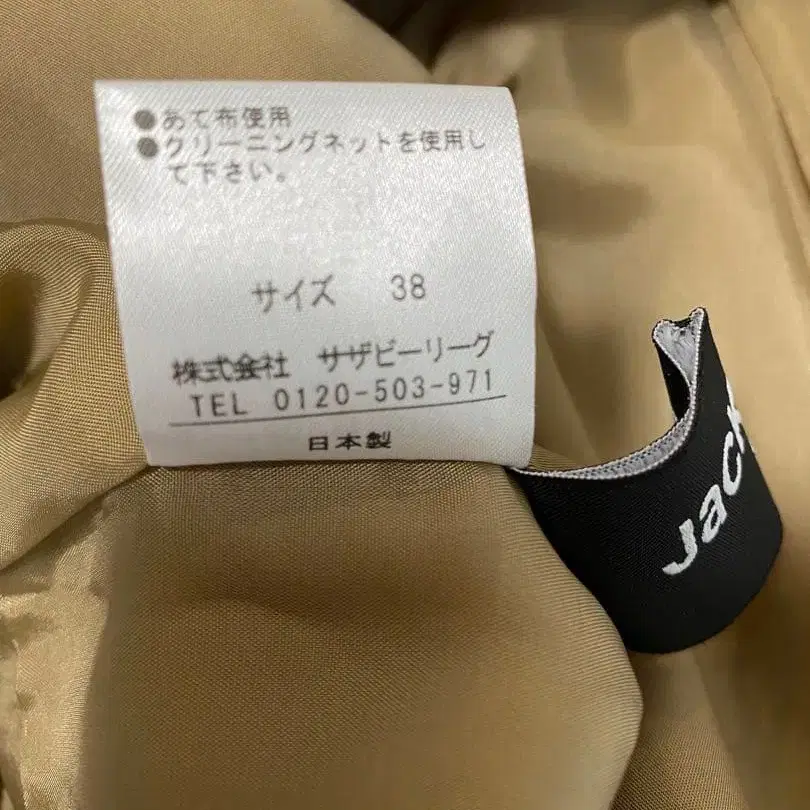 ●あて布使用
●クリーニングネットを使用し
て下さい。
サイズ 38
株式会社 サザビーリーグ
TEL 0120-503-971
日本製
Jack